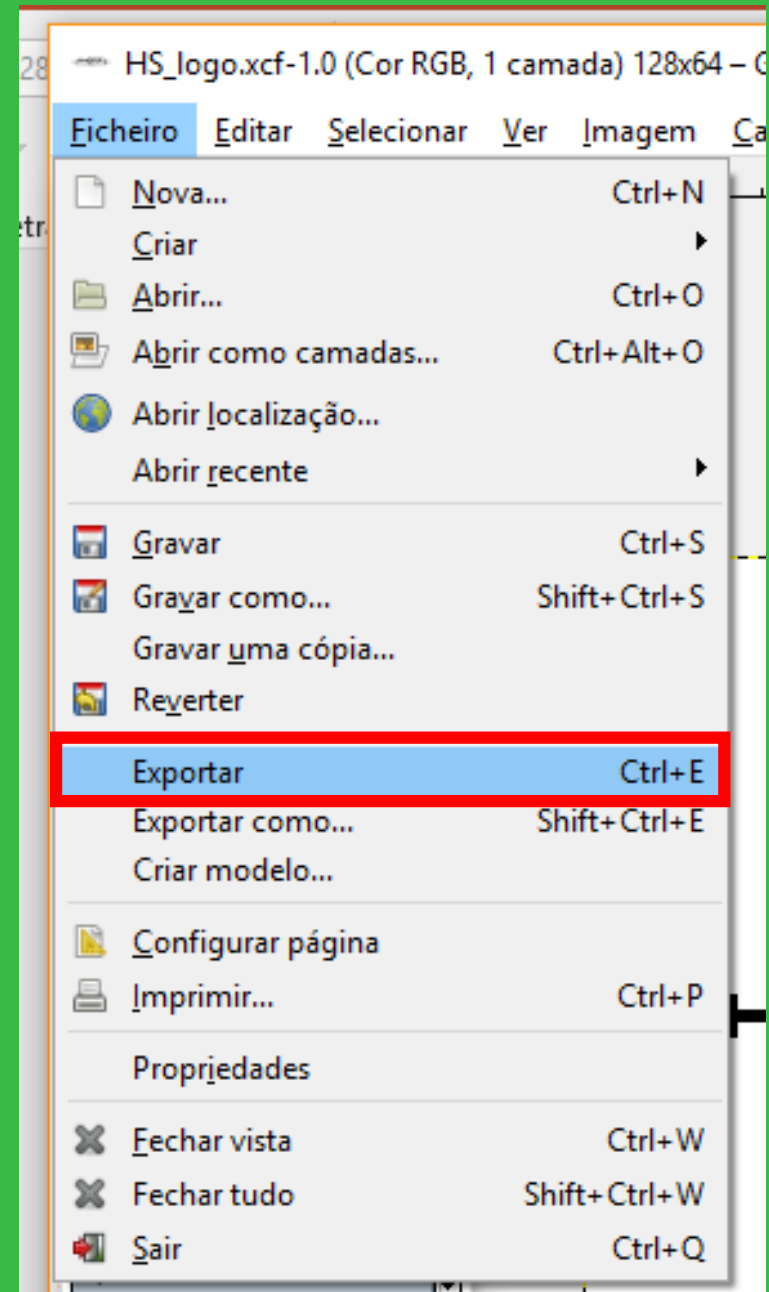 28
HS_logo.xcf-1.0 (Cor RGB, 1 camada) 128x64 – G
Ficheiro Editar Selecionar Ver Imagem Ca
Nova... Ctrl+N
etr
Criar
Abrir... Ctrl+O
Abrir como camadas... Ctrl+Alt+O
Abrir localização...
Abrir recente
Gravar Ctrl+S
Gravar como... Shift+Ctrl+S
Gravar uma cópia...
Reverter
Exportar Ctrl+E
Exportar como... Shift+Ctrl+E
Criar modelo...
Configurar página
Imprimir... Ctrl+P
Propriedades
Fechar vista Ctrl+W
Fechar tudo Shift+Ctrl+W
Sair Ctrl+Q